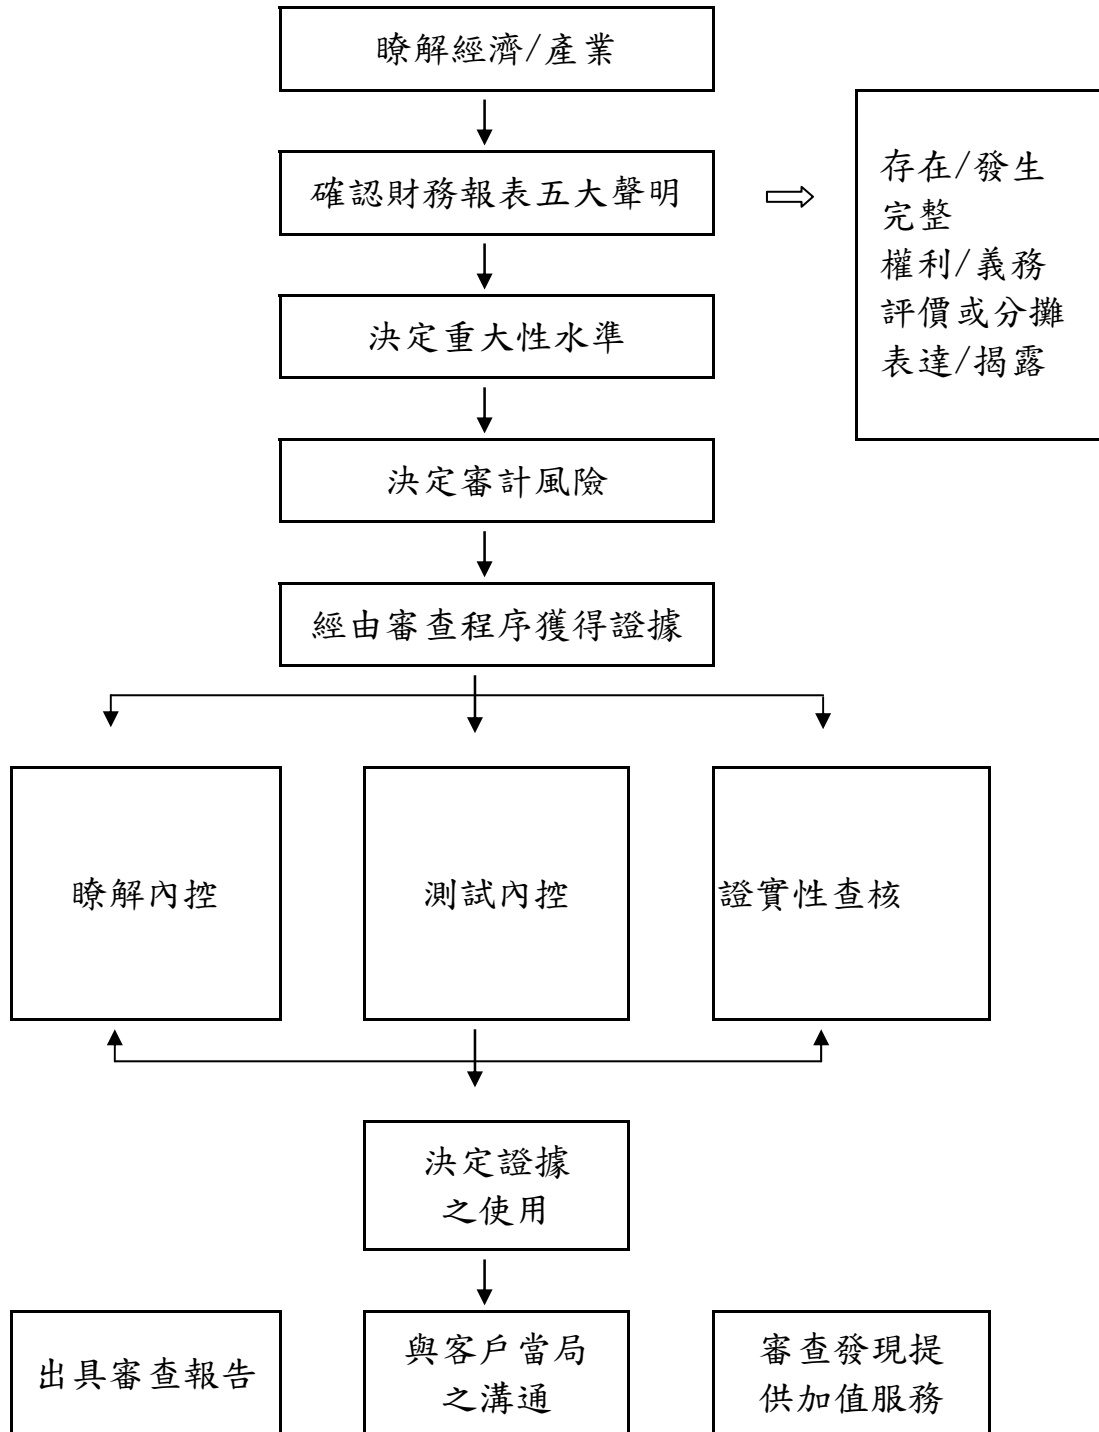 瞭解經濟/產業
確認財務報表五大聲明
存在/發生
完整
權利/義務
評價或分攤
表達/揭露
決定重大性水準
決定審計風險
經由審查程序獲得證據
瞭解內控
測試內控
證實性查核
決定證據
之使用
出具審查報告
與客戶當局
之溝通
審查發現提
供加值服務